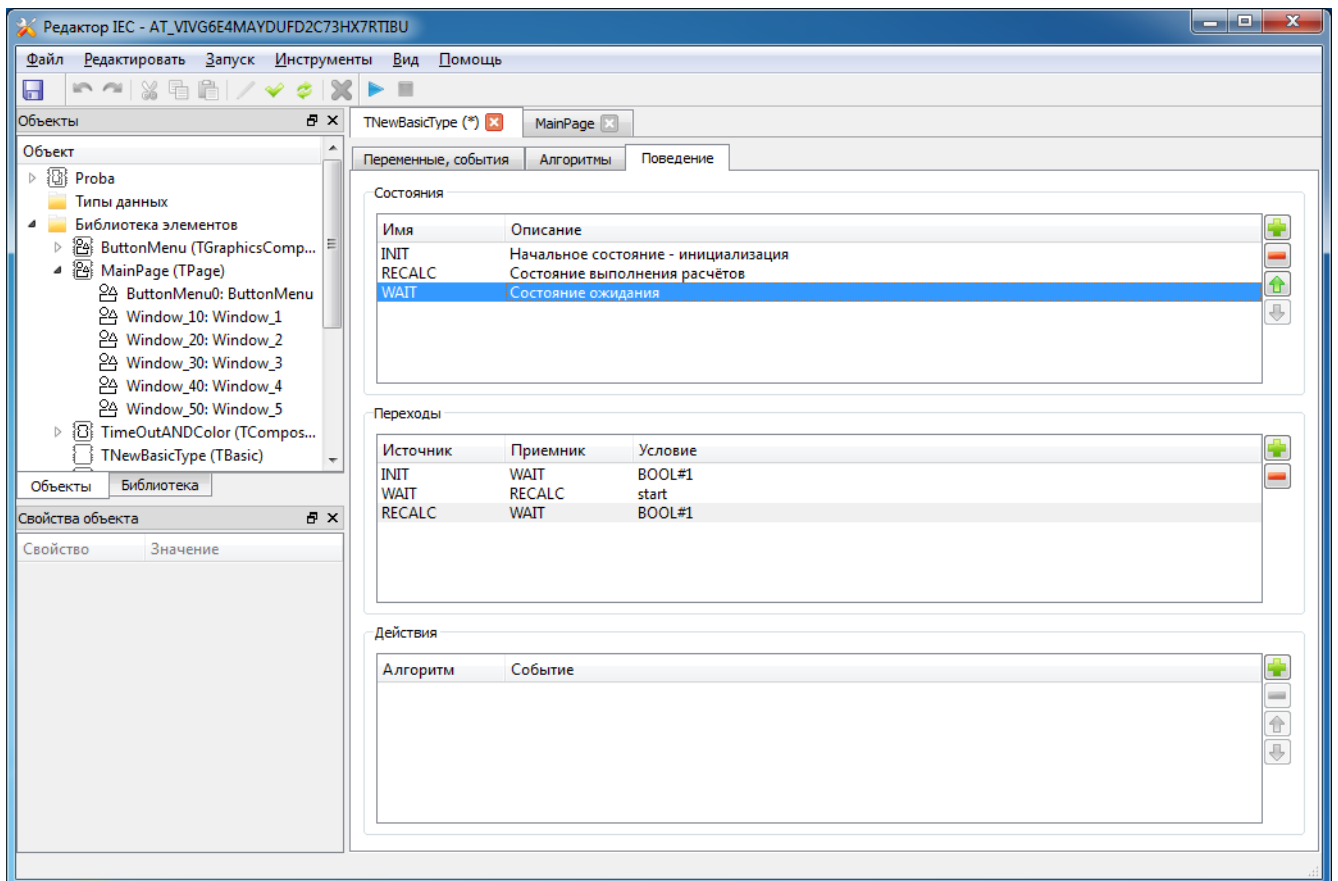 Редактор IEC - AT_VIVG6E4MAYDUFD2C73HX7RTIBU
Файл Редактировать Запуск Инструменты Вид Помощь
Объекты
Объект
Proba
Типы данных
Библиотека элементов
ButtonMenu (TGraphicsComp...
MainPage (TPage)
ButtonMenu0: ButtonMenu
Window_10: Window_1
Window_20: Window_2
Window_30: Window_3
Window_40: Window_4
Window_50: Window_5
TimeOutANDColor (TCompos...
TNewBasicType (TBasic)
Объекты Библиотека
Свойства объекта
Свойство Значение
TNewBasicType (*) MainPage
Переменные, события Алгоритмы Поведение
Состояния
Имя Описание
INIT Начальное состояние - инициализация
RECALC Состояние выполнения расчётов
WAIT Состояние ожидания
Переходы
Источник Приемник Условие
INIT WAIT BOOL#1
WAIT RECALC start
RECALC WAIT BOOL#1
Действия
Алгоритм Событие